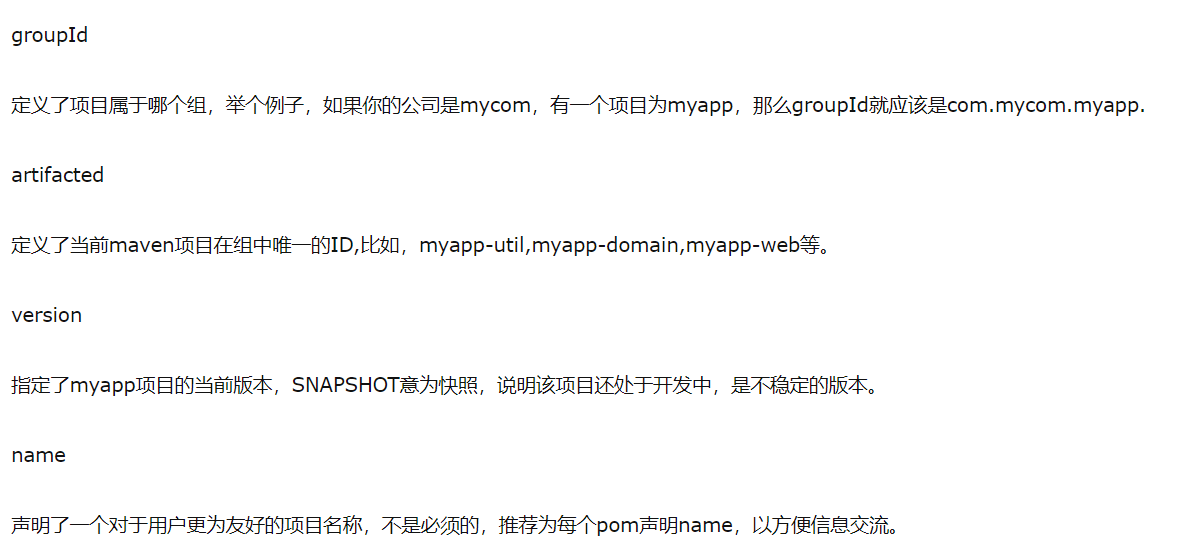 groupId
定义了项目属于哪个组，举个例子，如果你的公司是mycom，有一个项目为myapp，那么groupId就应该是com.mycom.myapp.
artifacted
定义了当前maven项目在组中唯一的ID,比如，myapp-util,myapp-domain,myapp-web等。
version
指定了myapp项目的当前版本，SNAPSHOT意为快照，说明该项目还处于开发中，是不稳定的版本。
name
声明了一个对于用户更为友好的项目名称，不是必须的，推荐为每个pom声明name，以方便信息交流。